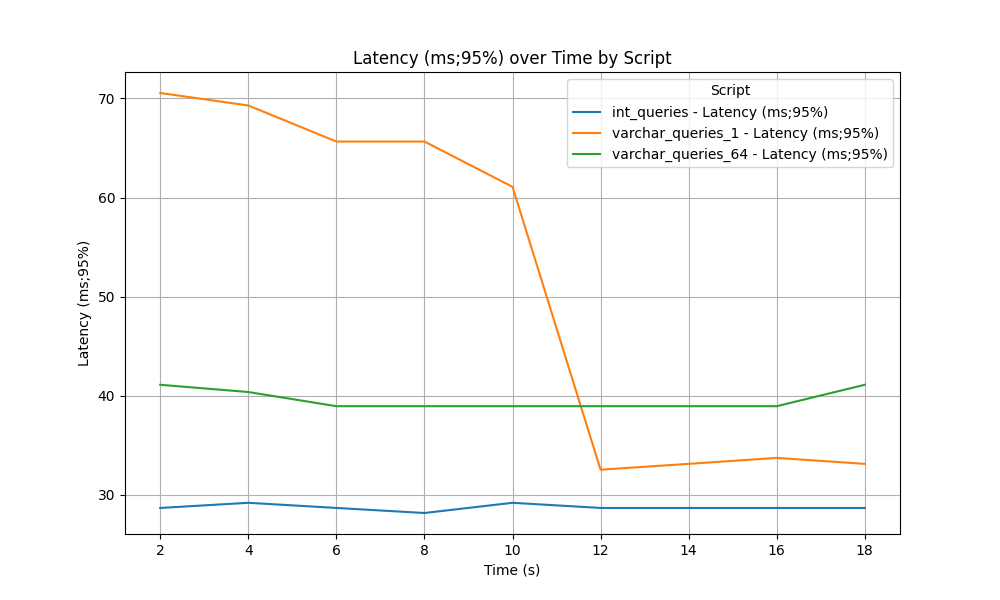 Latency (ms;95%) over Time by Script
Script
int_queries - Latency (ms;95%)
varchar_queries_1 - Latency (ms;95%)
varchar_queries_64 - Latency (ms;95%)
Latency (ms;95%)
70
60
50
40
30
2 4 6 8 10 12 14 16 18
Time (s)